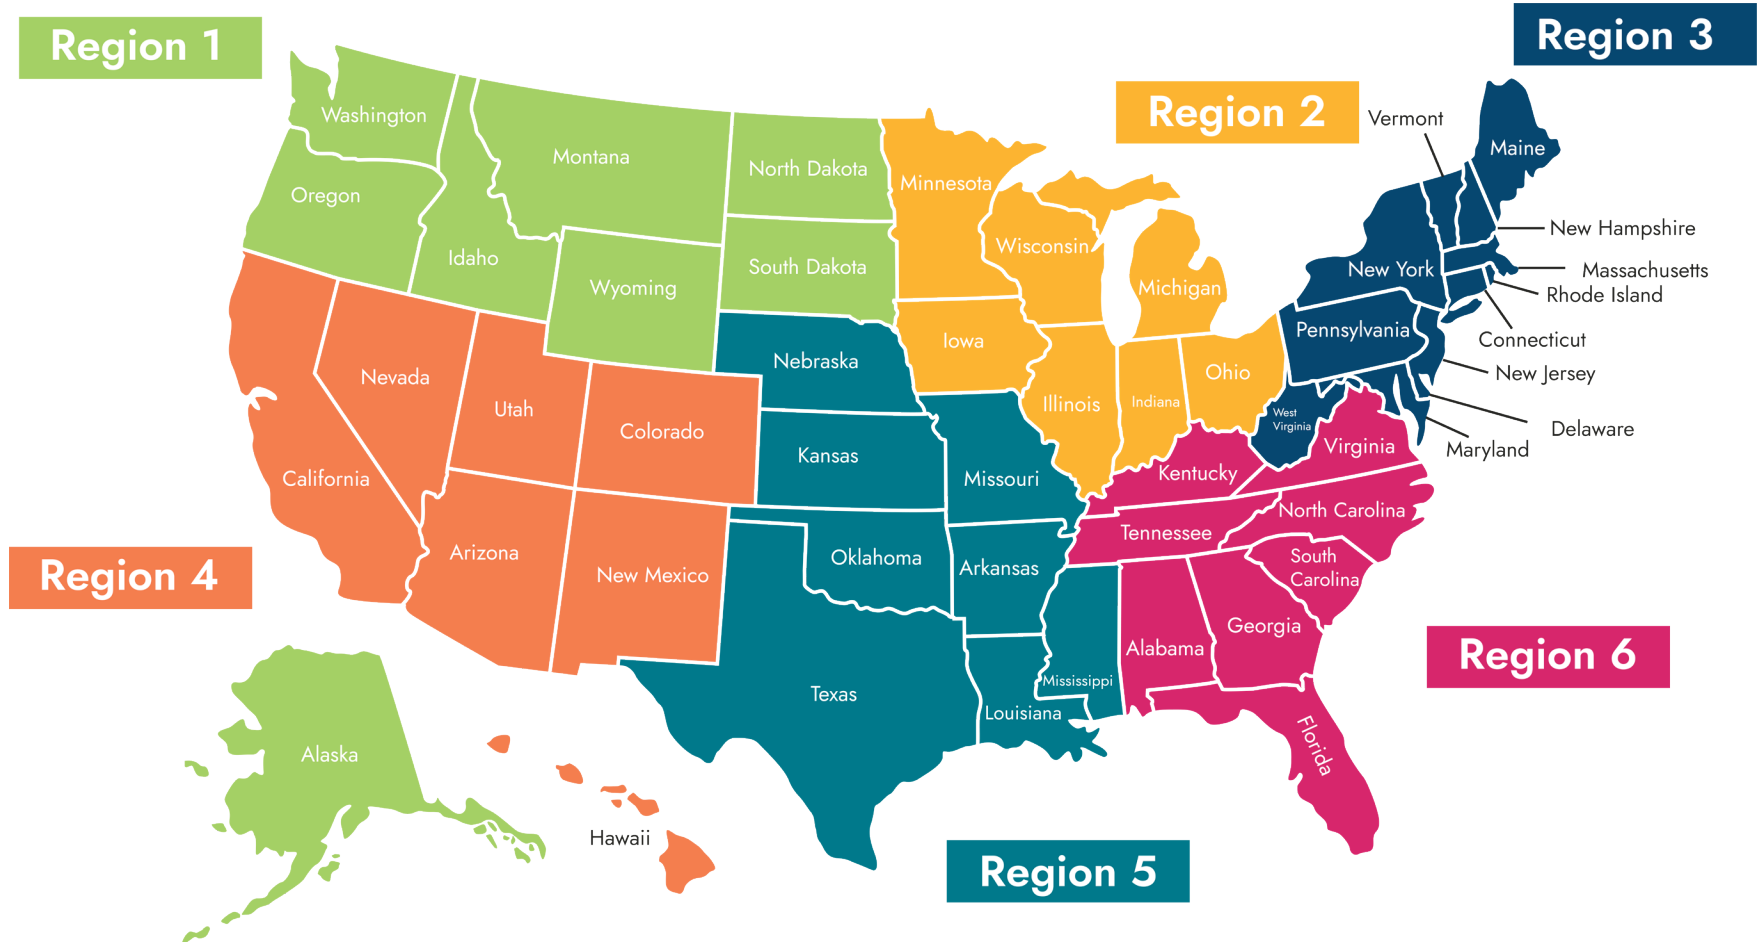 Region 1
Region 2
Region 3
Vermont
Maine
Washington
Montana
North Dakota
Minnesota
Oregon
Idaho
Wyoming
South Dakota
Wisconsin
Michigan
New York
New Hampshire
Massachusetts
Rhode Island
Connecticut
Pennsylvania
New Jersey
Delaware
Maryland
Nebraska
Iowa
Illinois
Indiana
Ohio
West
Virginia
Virginia
Nevada
Utah
Colorado
Kansas
Missouri
Kentucky
California
Arizona
New Mexico
Oklahoma
Arkansas
Tennessee
North Carolina
South
Carolina
Region 4
Texas
Louisiana
Mississippi
Alabama
Georgia
Florida
Region 6
Alaska
Hawaii
Region 5